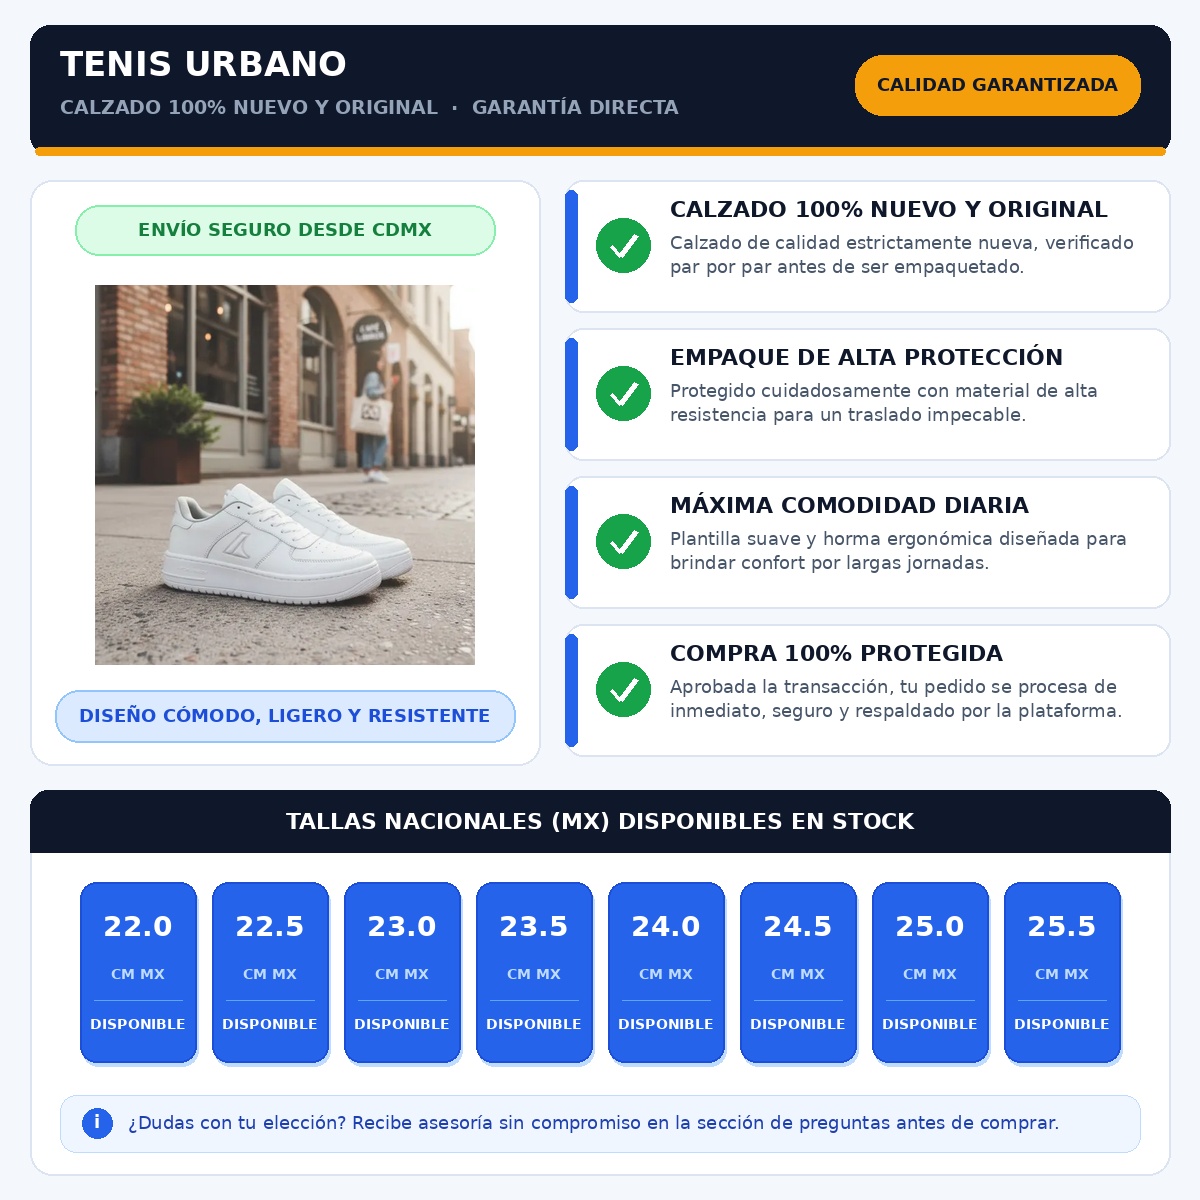 TENIS URBANO
CALZADO 100% NUEVO Y ORIGINAL · GARANTÍA DIRECTA
CALIDAD GARANTIZADA
ENVÍO SEGURO DESDE CDMX
DISEÑO CÓMODO, LIGERO Y RESISTENTE
CALZADO 100% NUEVO Y ORIGINAL
Calzado de calidad estrictamente nueva, verificado
par por par antes de ser empaquetado.
EMPAQUE DE ALTA PROTECCIÓN
Protegido cuidadosamente con material de alta
resistencia para un traslado impecable.
MÁXIMA COMODIDAD DIARIA
Plantilla suave y horma ergonómica diseñada para
brindar confort por largas jornadas.
COMPRA 100% PROTEGIDA
Aprobada la transacción, tu pedido se procesa de
inmediato, seguro y respaldado por la plataforma.
TALLAS NACIONALES (MX) DISPONIBLES EN STOCK
22.0 22.5 23.0 23.5 24.0 24.5 25.0 25.5
CM MX CM MX CM MX CM MX CM MX CM MX CM MX CM MX
DISPONIBLE DISPONIBLE DISPONIBLE DISPONIBLE DISPONIBLE DISPONIBLE DISPONIBLE DISPONIBLE
i ¿Dudas con tu elección? Recibe asesoría sin compromiso en la sección de preguntas antes de comprar.